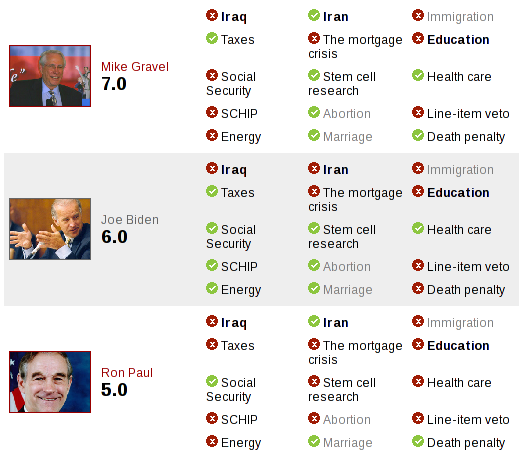 Iraq Iran Immigration
Taxes The mortgage crisis Education
Mike Gravel
7.0
Social Security Stem cell research Health care
SCHIP Abortion Line-item veto
Energy Marriage Death penalty
Iraq Iran Immigration
Taxes The mortgage crisis Education
Joe Biden
6.0
Social Security Stem cell research Health care
SCHIP Abortion Line-item veto
Energy Marriage Death penalty
Iraq Iran Immigration
Taxes The mortgage crisis Education
Ron Paul
5.0
Social Security Stem cell research Health care
SCHIP Abortion Line-item veto
Energy Marriage Death penalty